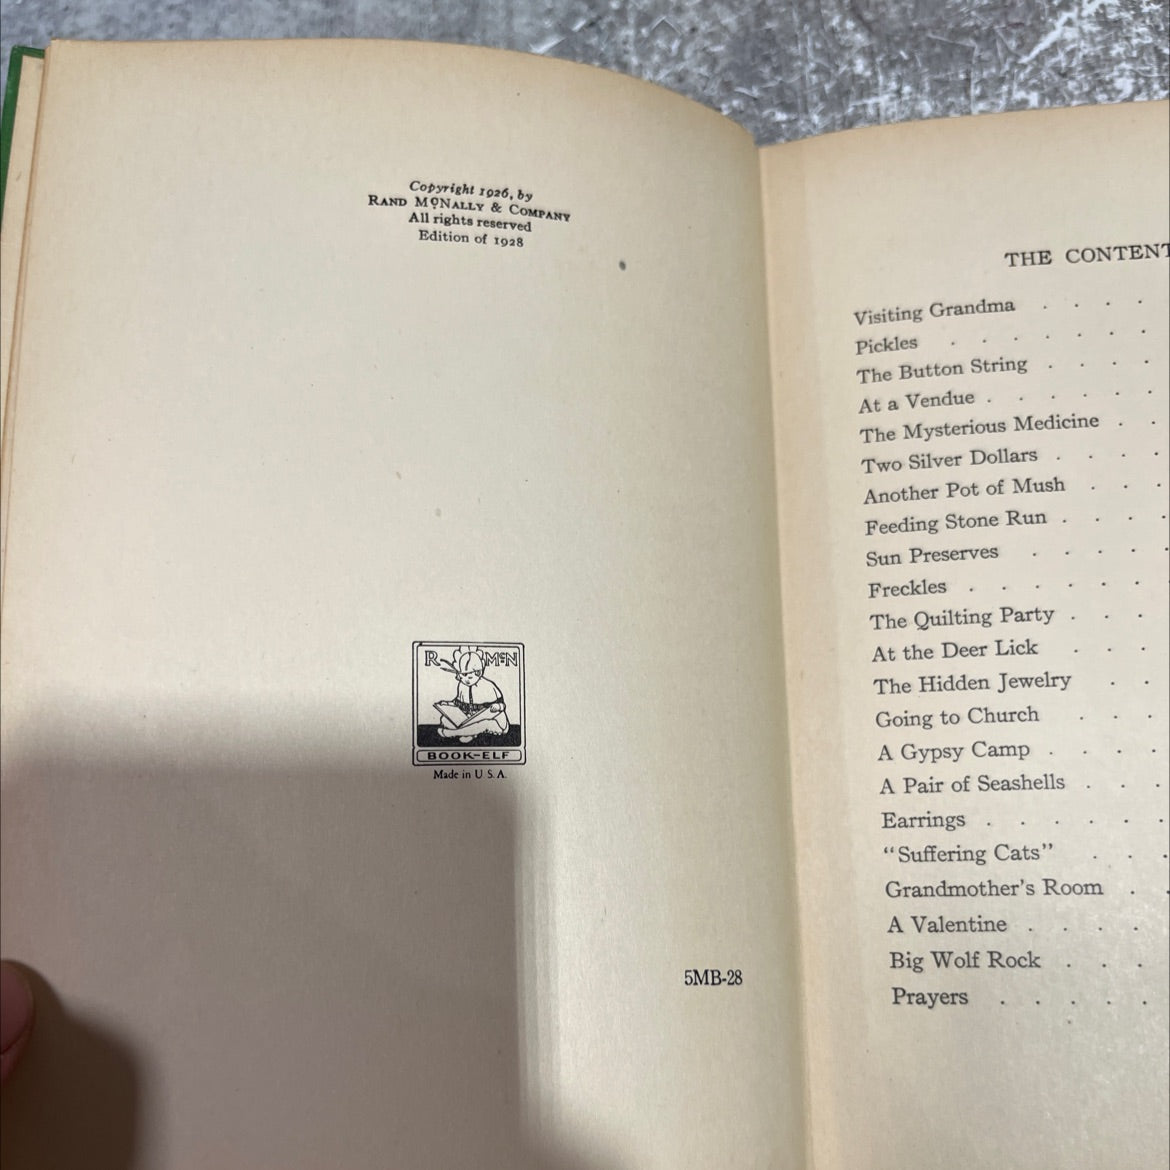 Copyright 1926, by
RAND MCNALLY & COMPANY
All rights reserved
Edition of 1928
R McN
BOOK-ELF
Made in U S. A.
5MB-28
THE CONTENT
Visiting Grandma . . . .
Pickles . . . . . . .
The Button String . . . .
At a Vendue . . . . . .
The Mysterious Medicine . .
Two Silver Dollars . . . .
Another Pot of Mush . . .
Feeding Stone Run . . . .
Sun Preserves . . . . .
Freckles . . . . . . .
The Quilting Party . . . .
At the Deer Lick . . .
The Hidden Jewelry . .
Going to Church . . .
A Gypsy Camp . . . .
A Pair of Seashells . . .
Earrings . . . . . .
“Suffering Cats” . . .
Grandmother's Room . .
A Valentine . . . . .
Big Wolf Rock . . . .
Prayers . . . . .